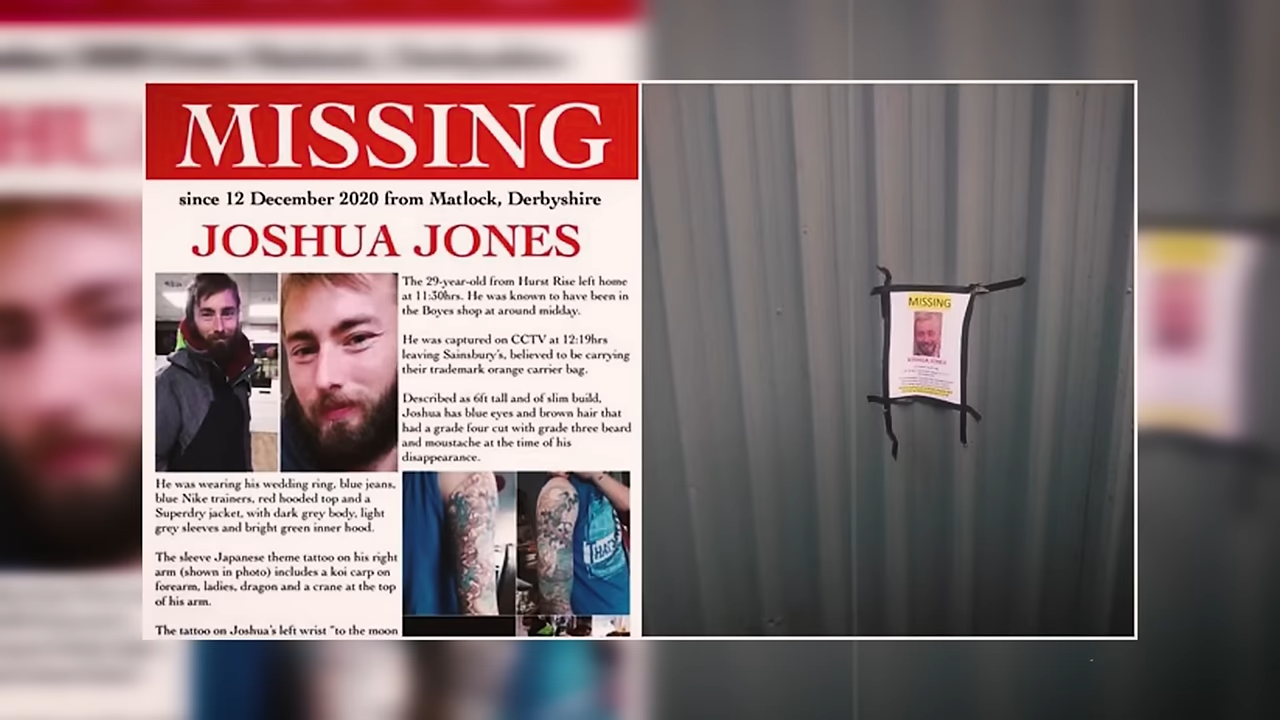 MISSING
since 12 December 2020 from Matlock, Derbyshire
JOSHUA JONES
The 29-year-old from Hurst Rise left home
at 11:30hrs. He was known to have been in
the Boyes shop at around midday.
He was captured on CCTV at 12:19hrs
leaving Sainsbury's, believed to be carrying
their trademark orange carrier bag.
Described as 6ft tall and of slim build,
Joshua has blue eyes and brown hair that
had a grade four cut with grade three beard
and moustache at the time of his
disappearance.
He was wearing his wedding ring, blue jeans,
blue Nike trainers, red hooded top and a
Superdry jacket, with dark grey body, light
grey sleeves and bright green inner hood.
The sleeve Japanese theme tattoo on his right
arm (shown in photo) includes a koi carp on
forearm, ladies, dragon and a crane at the top
of his arm.
The tattoo on Joshua's left wrist "to the moon
MISSING
JOSHUA JONES